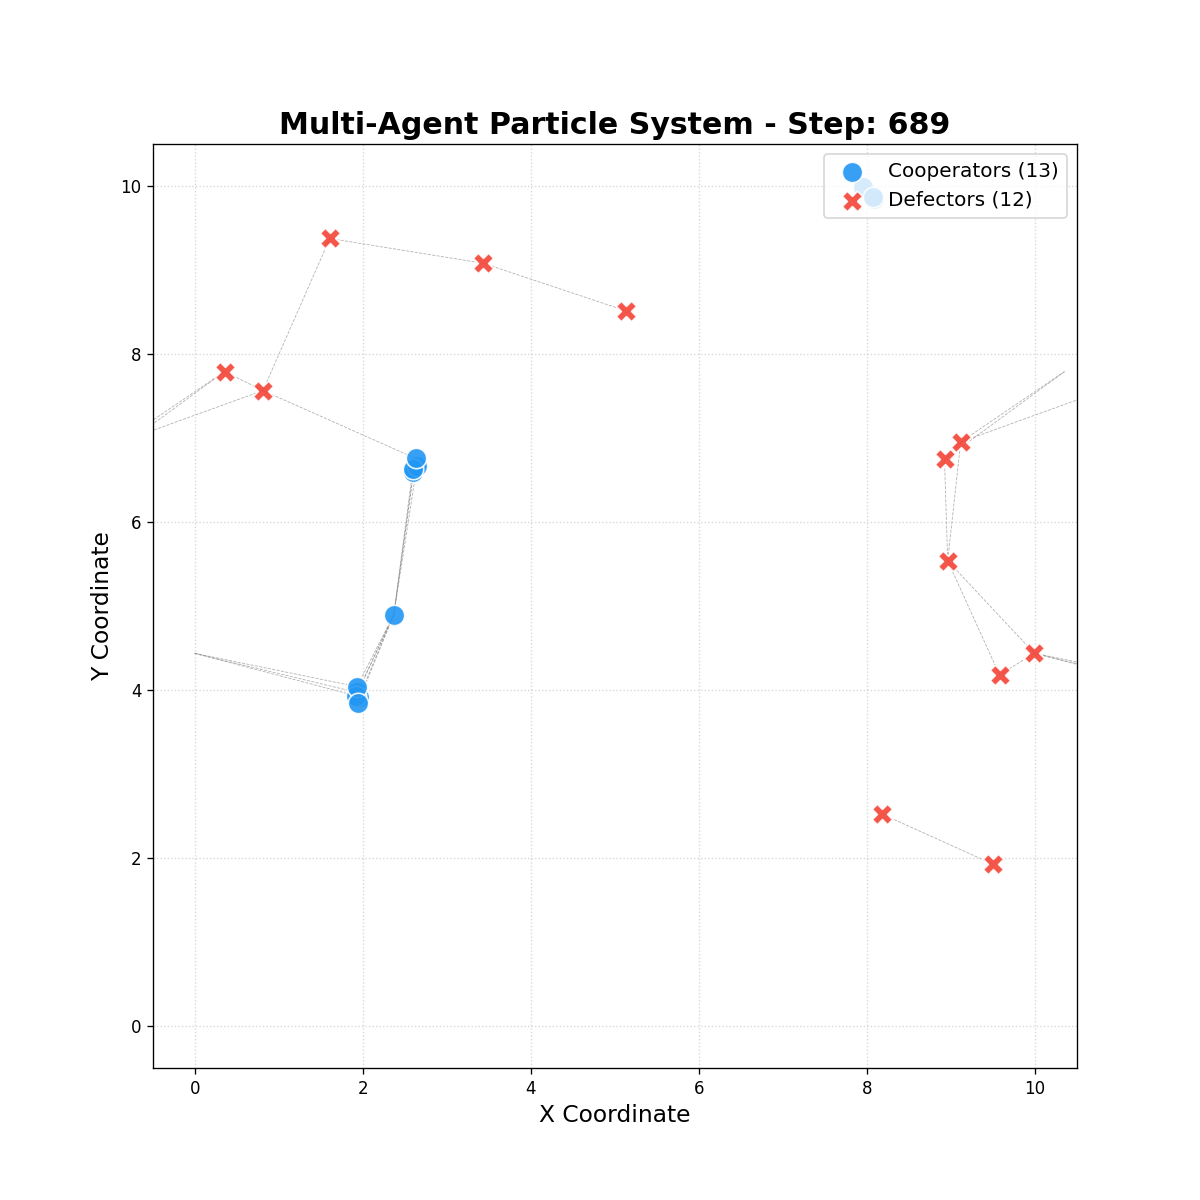 Multi-Agent Particle System - Step: 689
Cooperators (13)
Defectors (12)
10
8
6
4
2
0
Y Coordinate
0 2 4 6 8 10
X Coordinate